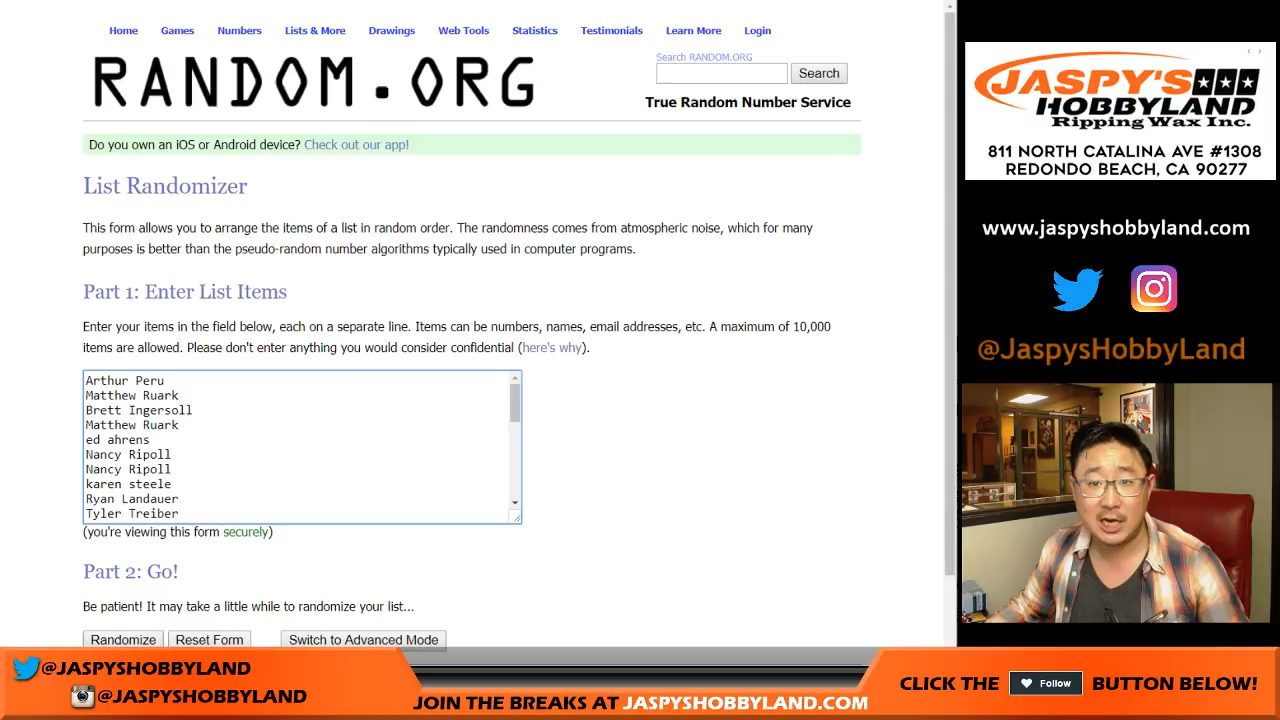 Home Games Numbers Lists & More Drawings Web Tools Statistics Testimonials Learn More Login
RANDOM.ORG
Search RANDOM.ORG
Search
True Random Number Service
Do you own an iOS or Android device? Check out our app!
List Randomizer
This form allows you to arrange the items of a list in random order. The randomness comes from atmospheric noise, which for many
purposes is better than the pseudo-random number algorithms typically used in computer programs.
Part 1: Enter List Items
Enter your items in the field below, each on a separate line. Items can be numbers, names, email addresses, etc. A maximum of 10,000
items are allowed. Please don't enter anything you would consider confidential (here's why).
Arthur Peru
Matthew Ruark
Brett Ingersoll
Matthew Ruark
ed ahrens
Nancy Ripoll
Nancy Ripoll
karen steele
Ryan Landauer
Tyler Treiber
(you're viewing this form securely)
Part 2: Go!
Be patient! It may take a little while to randomize your list...
Randomize Reset Form Switch to Advanced Mode
JASPY'S
HOBBYLAND
Ripping Wax Inc.
811 NORTH CATALINA AVE #1308
REDONDO BEACH, CA 90277
www.jaspyshobbyland.com
@JaspysHobbyLand
@JASPYSHOBBYLAND
@JASPYSHOBBYLAND
JOIN THE BREAKS AT JASPYSHOBBYLAND.COM
CLICK THE Follow BUTTON BELOW!